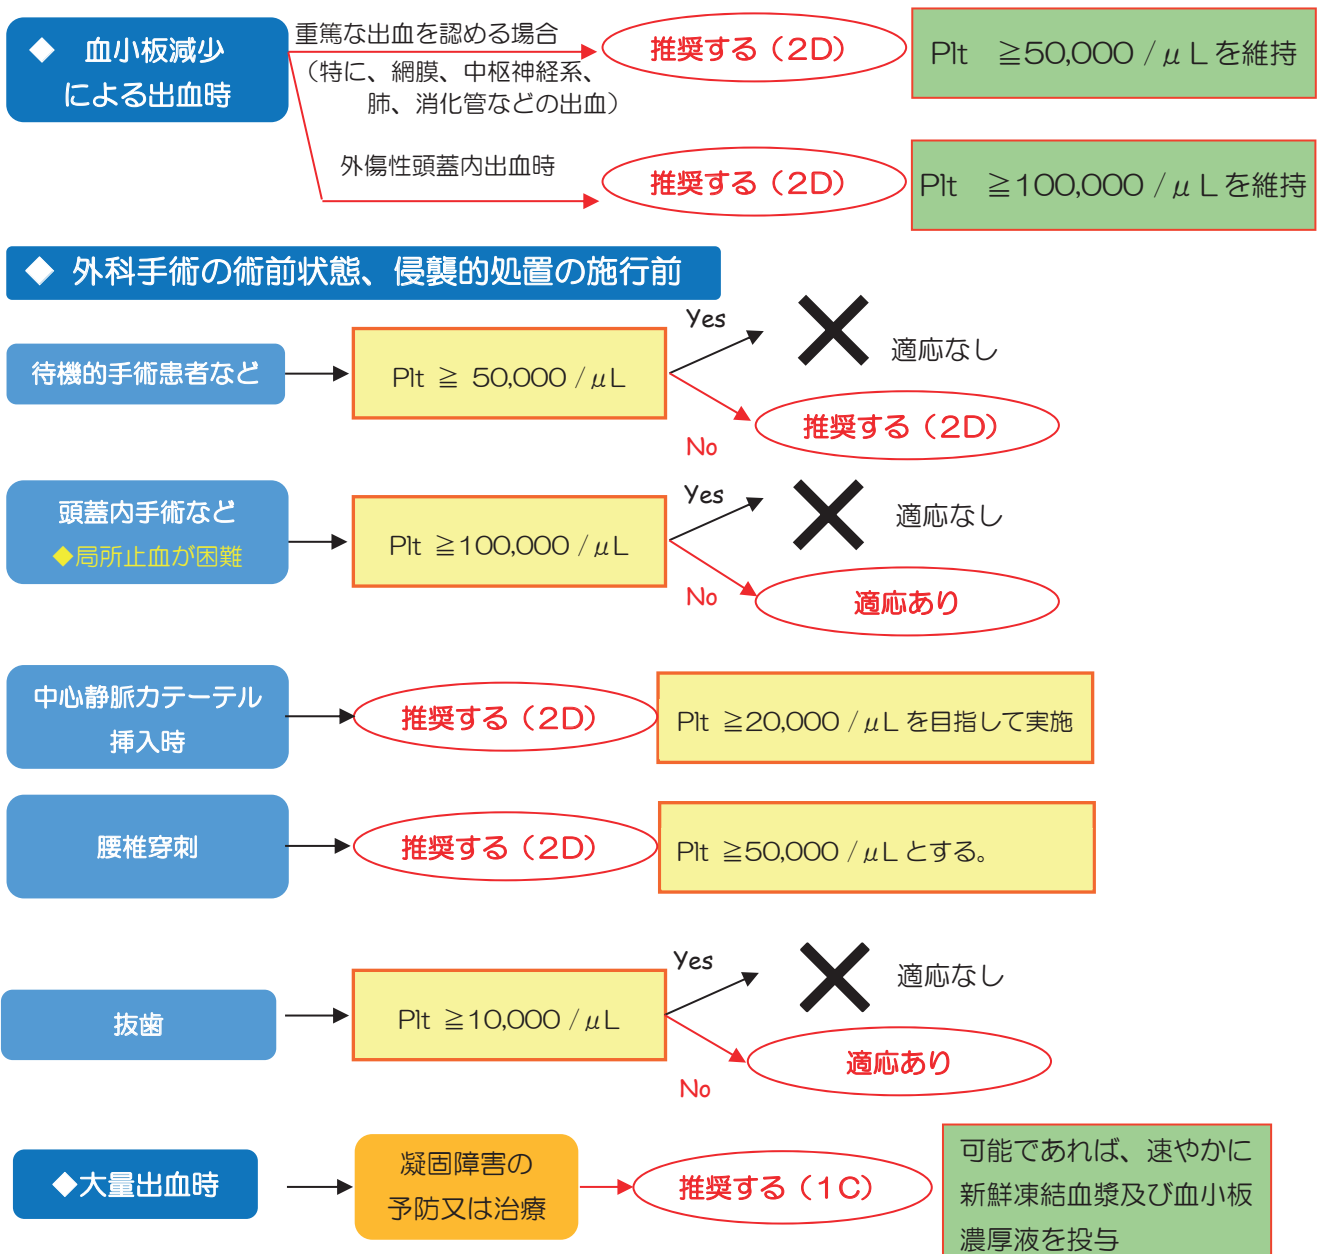 ◆ 血小板減少
による出血時
重篤な出血を認める場合
（特に、網膜、中枢神経系、
肺、消化管などの出血）
推奨する（2D）
Plt ≧50,000 /μL を維持
外傷性頭蓋内出血時
推奨する（2D）
Plt ≧100,000 /μL を維持
◆ 外科手術の術前状態、侵襲的処置の施行前
待機的手術患者など
Plt ≧ 50,000 /μL
Yes
適応なし
No
推奨する（2D）
頭蓋内手術など
◆局所止血が困難
Plt ≧100,000 /μL
Yes
適応なし
No
適応あり
中心静脈カテーテル
挿入時
推奨する（2D）
Plt ≧20,000 /μL を目指して実施
腰椎穿刺
推奨する（2D）
Plt ≧50,000 /μL とする。
抜歯
Plt ≧10,000 /μL
Yes
適応なし
No
適応あり
◆大量出血時
凝固障害の
予防又は治療
推奨する（1C）
可能であれば、速やかに
新鮮凍結血漿及び血小板
濃厚液を投与